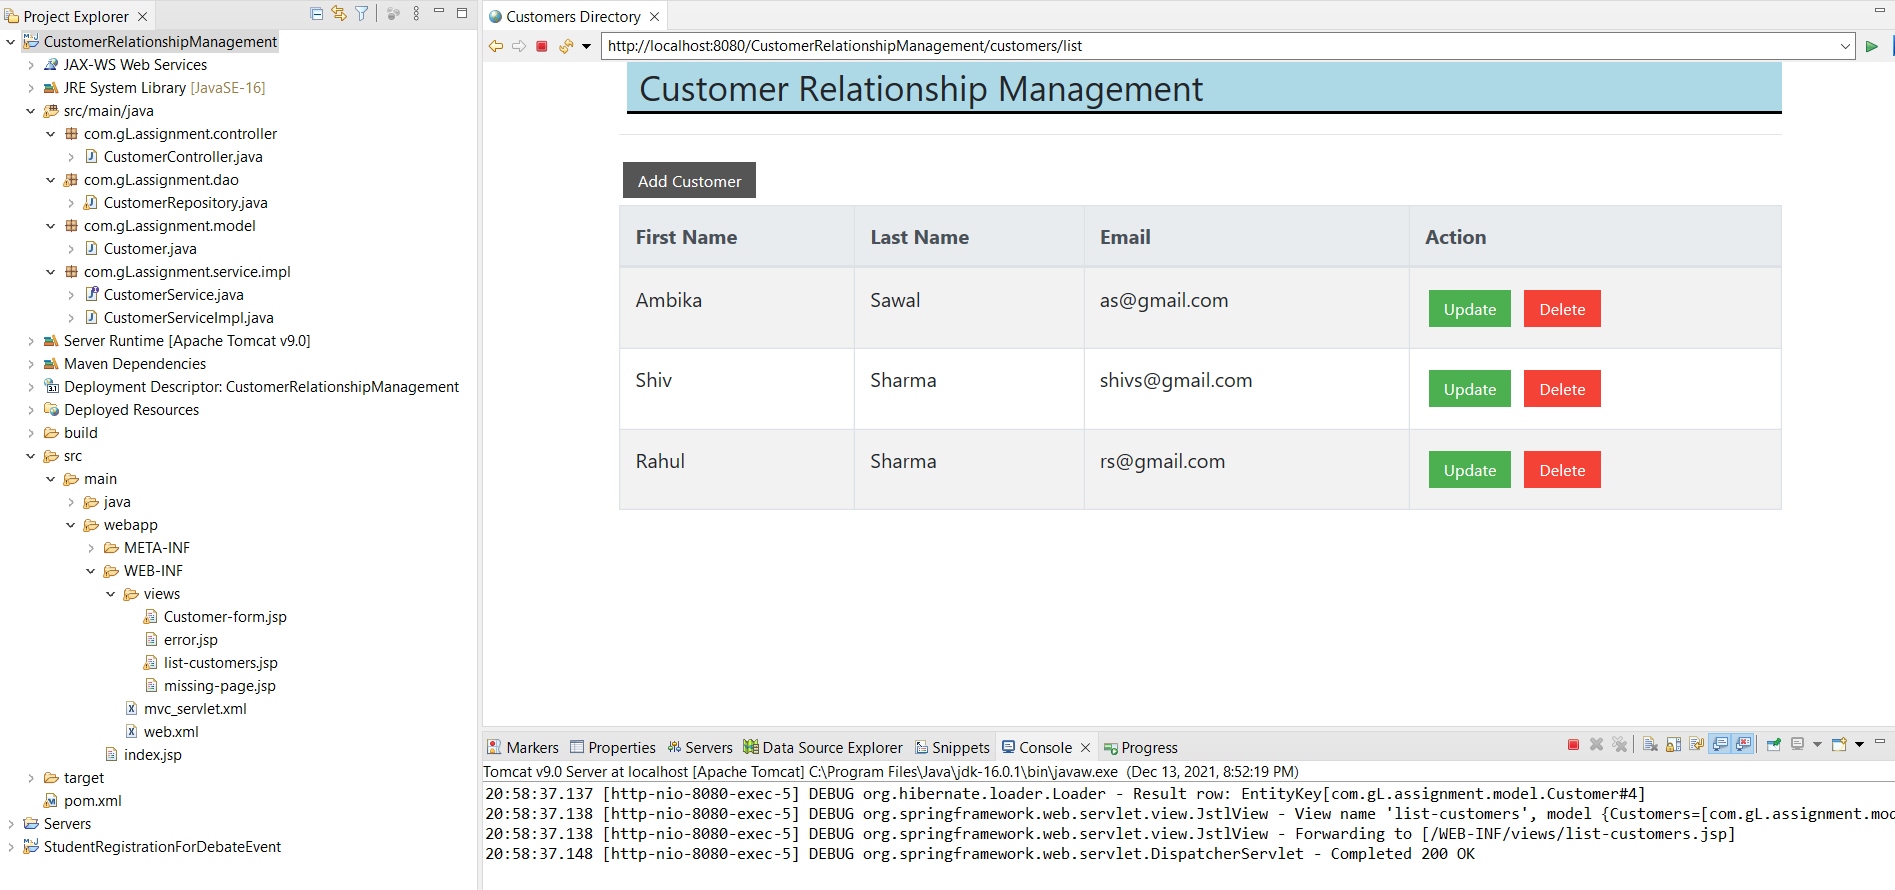 Project Explorer
CustomerRelationshipManagement
JAX-WS Web Services
JRE System Library [JavaSE-16]
src/main/java
com.gL.assignment.controller
CustomerController.java
com.gL.assignment.dao
CustomerRepository.java
com.gL.assignment.model
Customer.java
com.gL.assignment.service.impl
CustomerService.java
CustomerServiceImpl.java
Server Runtime [Apache Tomcat v9.0]
Maven Dependencies
Deployment Descriptor: CustomerRelationshipManagement
Deployed Resources
build
src
main
java
webapp
META-INF
WEB-INF
views
Customer-form.jsp
error.jsp
list-customers.jsp
missing-page.jsp
mvc_servlet.xml
web.xml
index.jsp
target
pom.xml
Servers
StudentRegistrationForDebateEvent
Customers Directory
http://localhost:8080/CustomerRelationshipManagement/customers/list
Customer Relationship Management
Add Customer
First Name Last Name Email Action
Ambika Sawal as@gmail.com Update Delete
Shiv Sharma shivs@gmail.com Update Delete
Rahul Sharma rs@gmail.com Update Delete
Markers Properties Servers Data Source Explorer Snippets Console Progress
Tomcat v9.0 Server at localhost [Apache Tomcat] C:\Program Files\Java\jdk-16.0.1\bin\javaw.exe (Dec 13, 2021, 8:52:19 PM)
20:58:37.137 [http-nio-8080-exec-5] DEBUG org.hibernate.loader.Loader - Result row: EntityKey[com.gL.assignment.model.Customer#4]
20:58:37.138 [http-nio-8080-exec-5] DEBUG org.springframework.web.servlet.view.JstlView - View name 'list-customers', model {Customers=[com.gL.assignment.mod
20:58:37.138 [http-nio-8080-exec-5] DEBUG org.springframework.web.servlet.view.JstlView - Forwarding to [/WEB-INF/views/list-customers.jsp]
20:58:37.148 [http-nio-8080-exec-5] DEBUG org.springframework.web.servlet.DispatcherServlet - Completed 200 OK